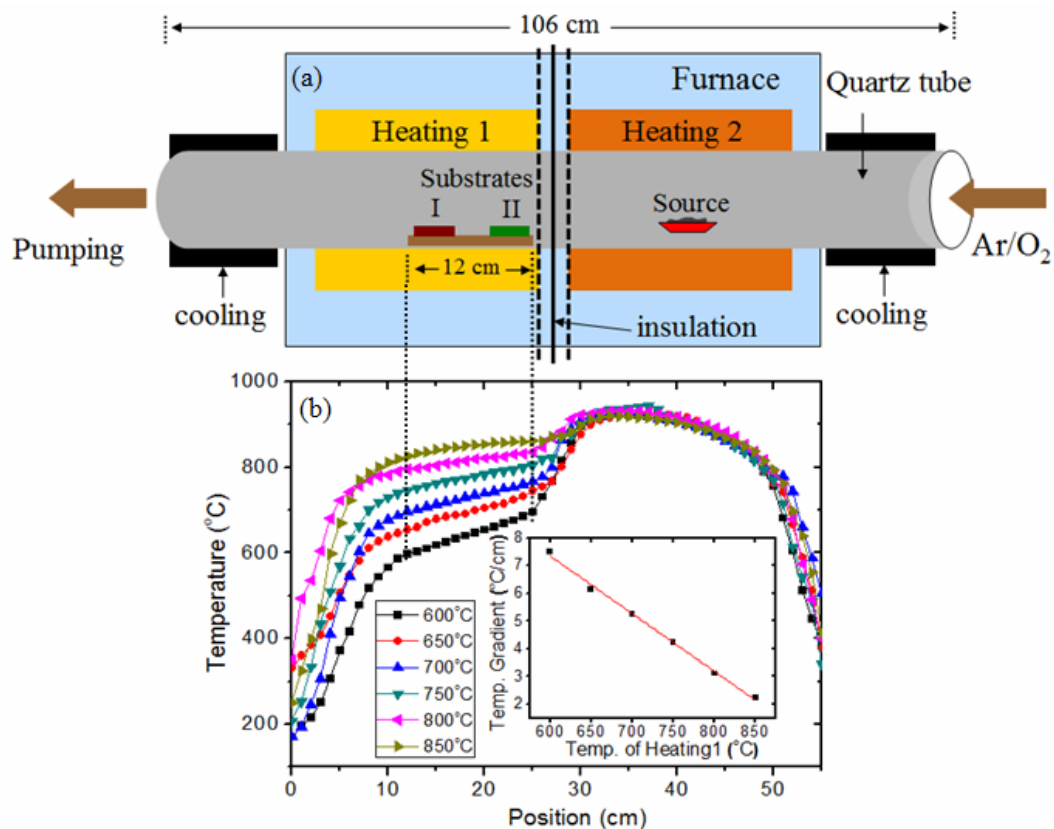 106 cm
(a)
Furnace
Quartz tube
Heating 1
Heating 2
Substrates
I
II
Source
Pumping
Ar/O2
12 cm
cooling
insulation
cooling
(b)
1000
800
600
400
200
Temperature (°C)
600°C
650°C
700°C
750°C
800°C
850°C
Temp. Gradient (°C/cm)
8
7
6
5
4
3
2
600 650 700 750 800 850
Temp. of Heating1 (°C)
0 10 20 30 40 50
Position (cm)